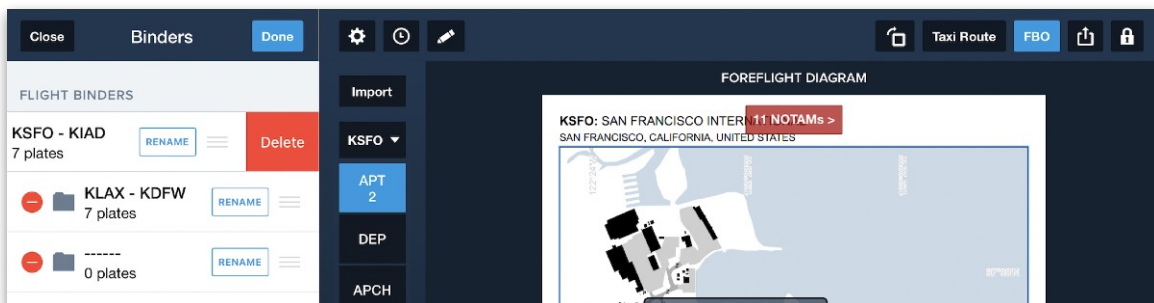 Close
Binders
Done
FLIGHT BINDERS
KSFO - KIAD
7 plates
RENAME
Delete
KLAX - KDFW
7 plates
RENAME
------
0 plates
RENAME
Taxi Route
FBO
Import
KSFO
APT
2
DEP
APCH
FOREFLIGHT DIAGRAM
KSFO: SAN FRANCISCO INTERN
11 NOTAMs >
SAN FRANCISCO, CALIFORNIA, UNITED STATES
122°24'W